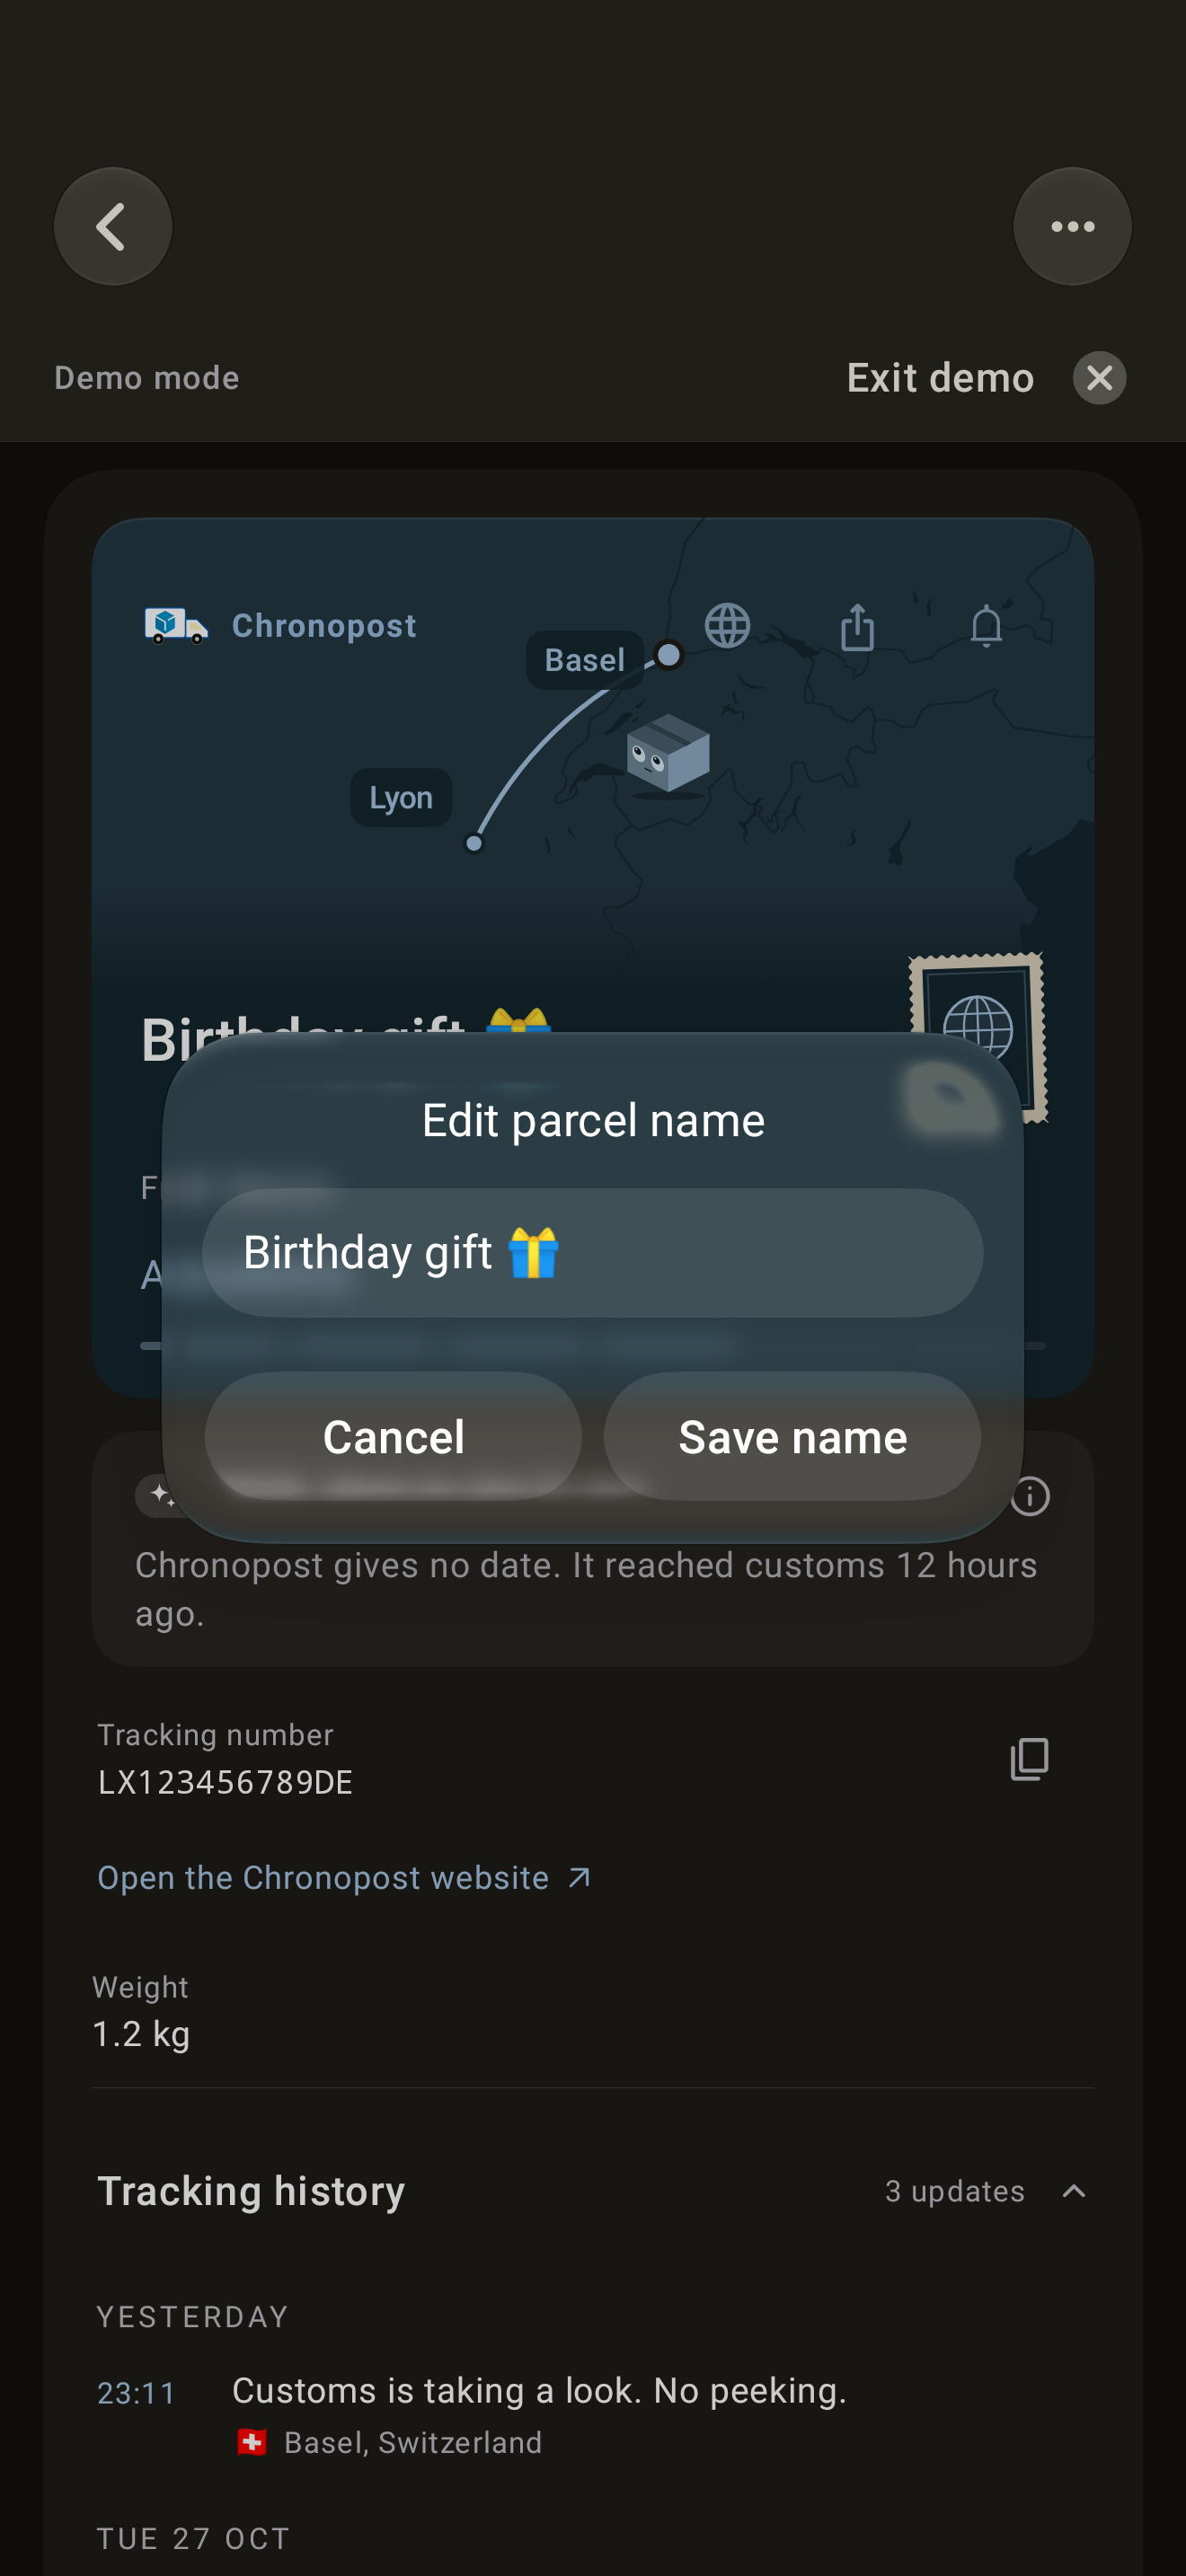 Demo mode
Exit demo
Chronopost
Basel
Lyon
Birthday gift 🎁
Edit parcel name
Birthday gift 🎁
Cancel
Save name
Chronopost gives no date. It reached customs 12 hours
ago.
Tracking number
LX123456789DE
Open the Chronopost website
Weight
1.2 kg
Tracking history
3 updates
YESTERDAY
23:11
Customs is taking a look. No peeking.
🇨🇭 Basel, Switzerland
TUE 27 OCT